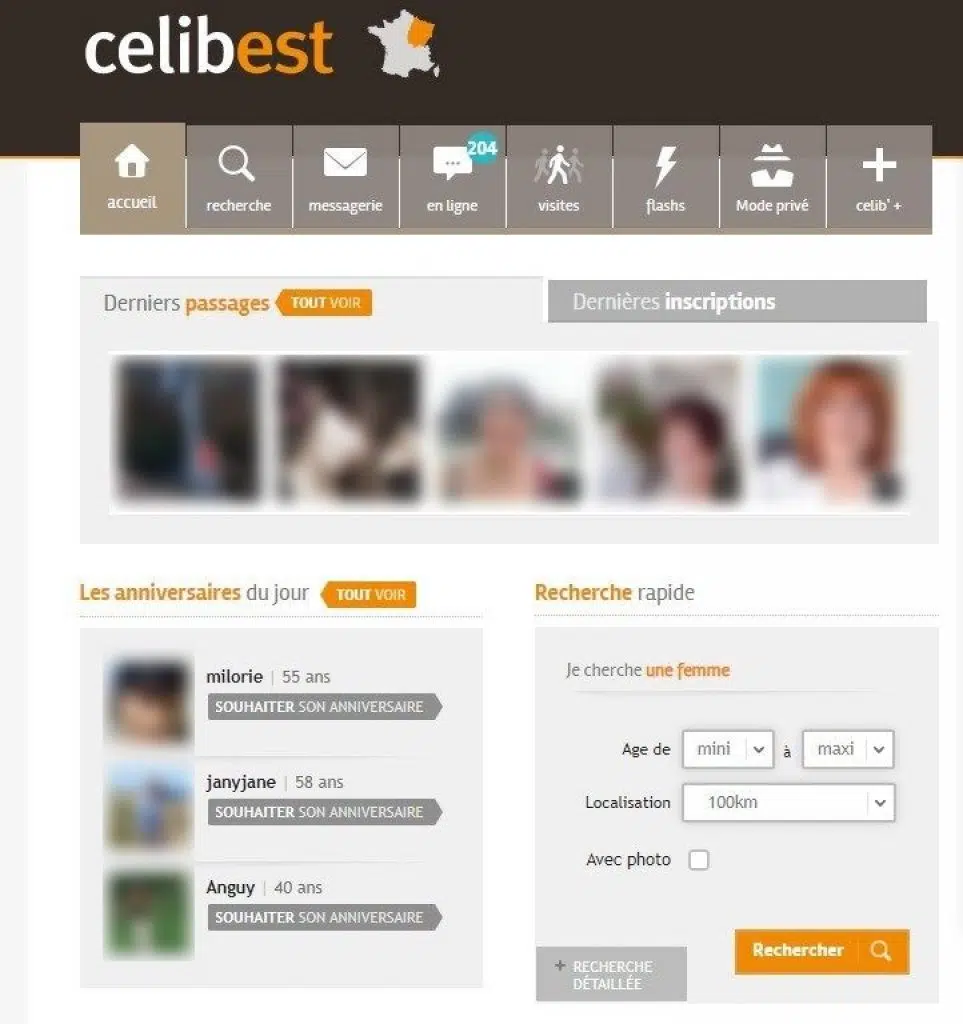 celibest
204
accueil
recherche
messagerie
en ligne
visites
flashs
Mode privé
celib' +
Derniers passages TOUT VOIR
Dernières inscriptions
Les anniversaires du jour TOUT VOIR
milorie | 55 ans
SOUHAITER SON ANNIVERSAIRE
janyjane | 58 ans
SOUHAITER SON ANNIVERSAIRE
Anguy | 40 ans
SOUHAITER SON ANNIVERSAIRE
Recherche rapide
Je cherche une femme
Age de mini à maxi
Localisation 100km
Avec photo
Rechercher
+ RECHERCHE
DÉTAILLÉE